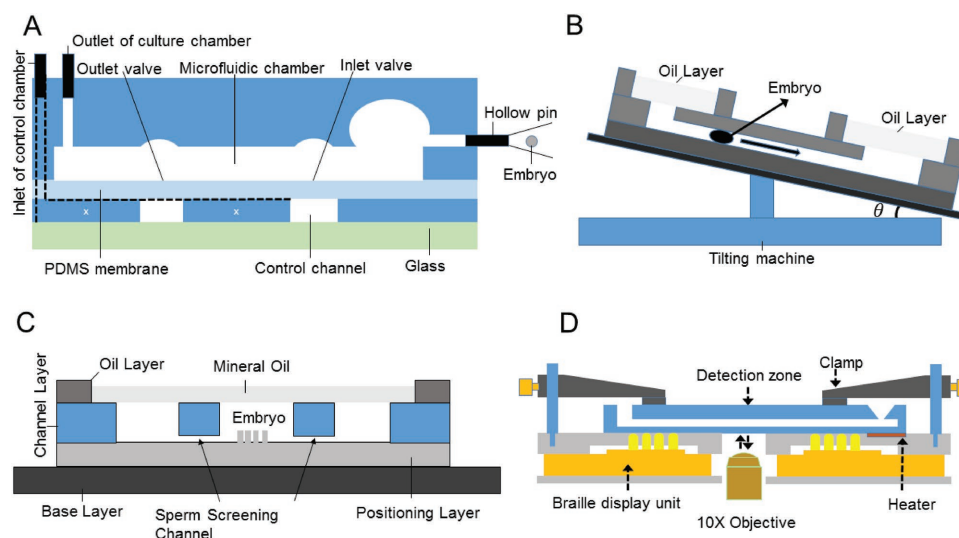 A
Inlet of control chamber
Outlet of culture chamber
Outlet valve
Microfluidic chamber
Inlet valve
Hollow pin
Embryo
x
x
PDMS membrane
Control channel
Glass
B
Oil Layer
Embryo
Oil Layer
θ
Tilting machine
C
Channel Layer
Oil Layer
Mineral Oil
Embryo
Base Layer
Sperm Screening
Channel
Positioning Layer
D
Clamp
Detection zone
Braille display unit
10X Objective
Heater